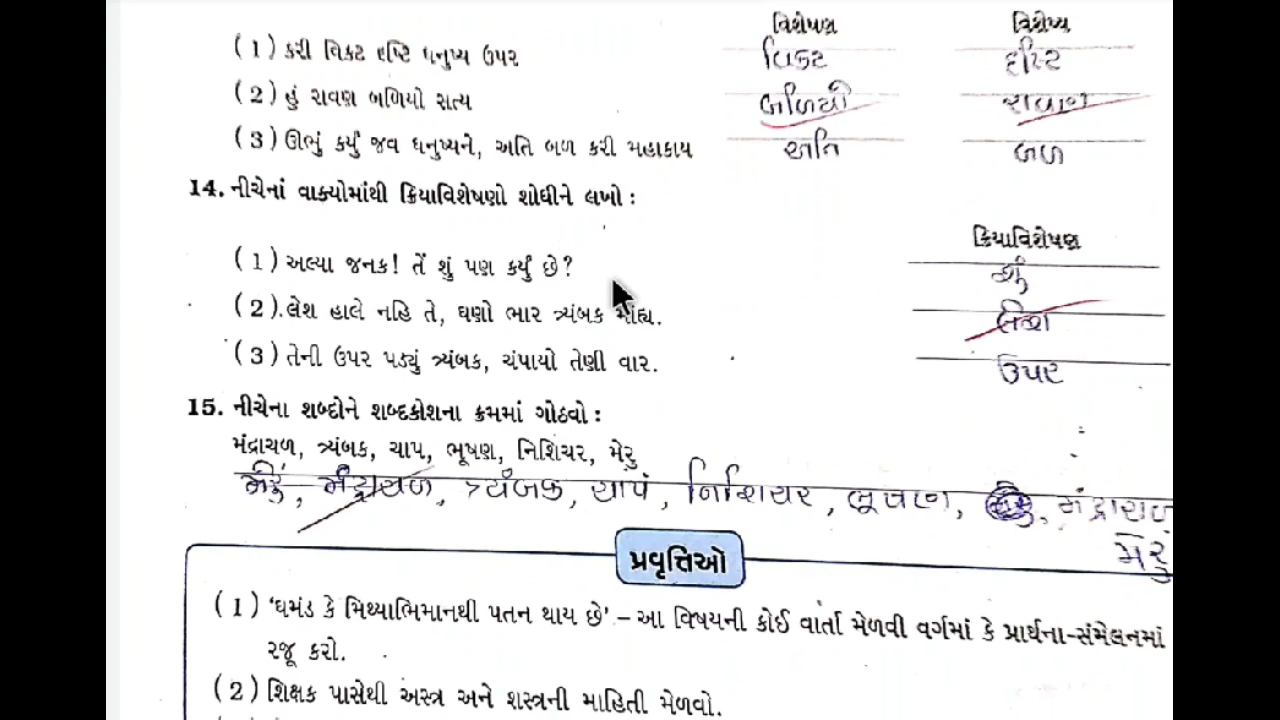 વિશેષણ વિશેષ્ય
(1) કરી વિકટ દૃષ્ટિ ધનુષ્ય ઉપર વિકટ દૃષ્ટિ
(2) હું રાવણ બળિયો સત્ય બળિયો રાવાન
(3) ઊભું કર્યું જવ ધનુષ્યને, અતિ બળ કરી મહાકાય અતિ બળ
14. નીચેનાં વાક્યોમાંથી ક્રિયાવિશેષણો શોધીને લખો :
ક્રિયાવિશેષણ
(1) અલ્યા જનક! તેં શું પણ કર્યું છે? શું
(2) લેશ હાલે નહિ તે, ઘણો ભાર ત્ર્યંબક માંહ્ય. લેશ
(3) તેની ઉપર પડ્યું ત્ર્યંબક, ચંપાયો તેણી વાર. ઉપર
15. નીચેના શબ્દોને શબ્દકોશના ક્રમમાં ગોઠવો :
મંદ્રાચળ, ત્ર્યંબક, ચાપ, ભૂષણ, નિશિચર, મેરુ
મંદ્રાચળ, ત્ર્યંબક, ચાપ, નિશિચર, ભૂષણ, મંદ્રાચળ,
મેરુ
પ્રવૃત્તિઓ
(1) ‘ઘમંડ કે મિથ્યાભિમાનથી પતન થાય છે’ – આ વિષયની કોઈ વાર્તા મેળવી વર્ગમાં કે પ્રાર્થના-સંમેલનમાં
રજૂ કરો.
(2) શિક્ષક પાસેથી અસ્ત્ર અને શસ્ત્રની માહિતી મેળવો.